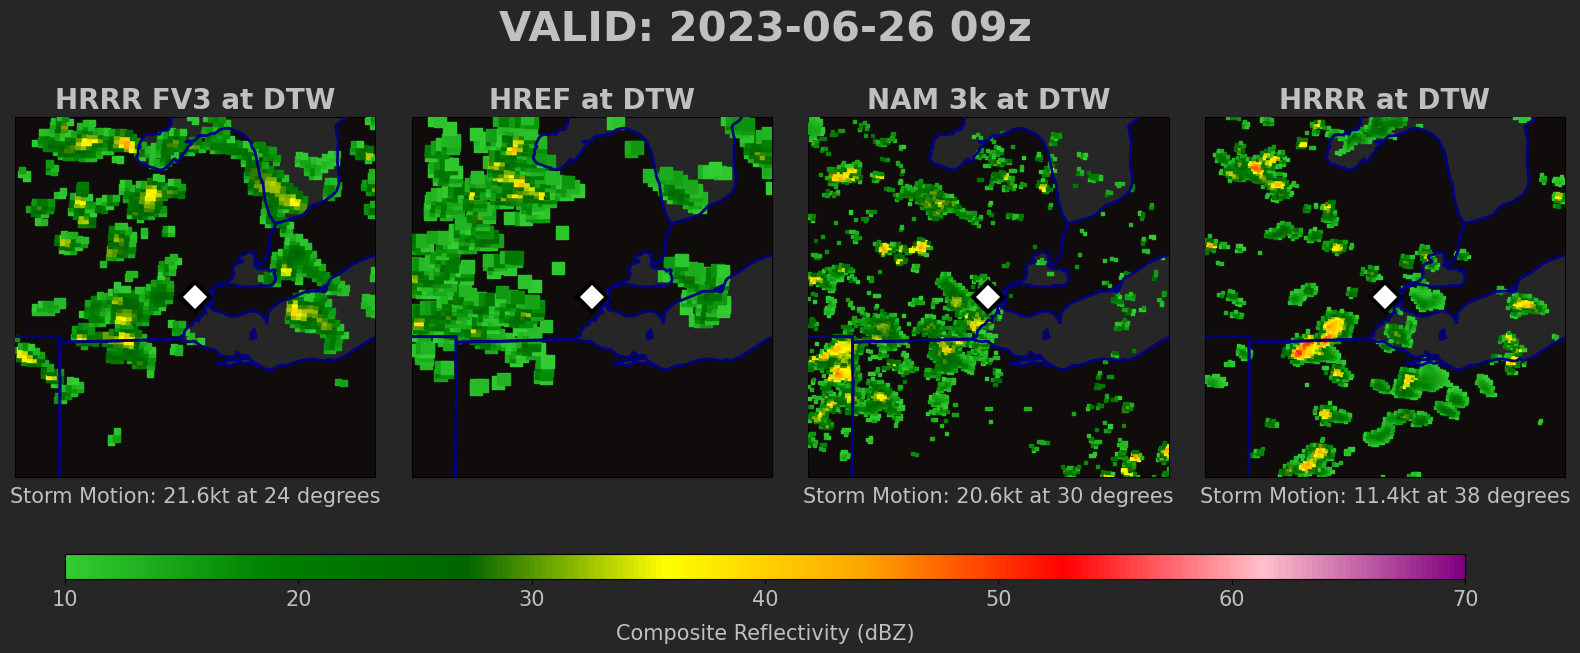 VALID: 2023-06-26 09z
HRRR FV3 at DTW
HREF at DTW
NAM 3k at DTW
HRRR at DTW
Storm Motion: 21.6kt at 24 degrees
Storm Motion: 20.6kt at 30 degrees
Storm Motion: 11.4kt at 38 degrees
10 20 30 40 50 60 70
Composite Reflectivity (dBZ)